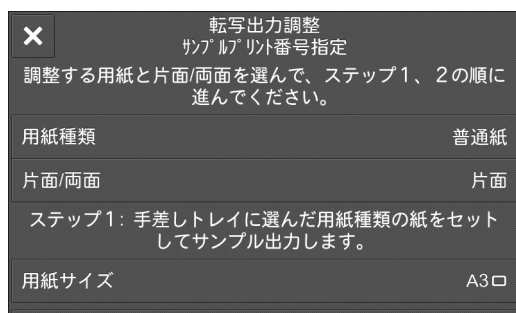 転写出力調整
ｻﾝﾌﾟﾙﾌﾟﾘﾝﾄ番号指定
調整する用紙と片面/両面を選んで、ステップ１、２の順に
進んでください。
用紙種類 普通紙
片面/両面 片面
ステップ１: 手差しトレイに選んだ用紙種類の紙をセット
してサンプル出力します。
用紙サイズ A3